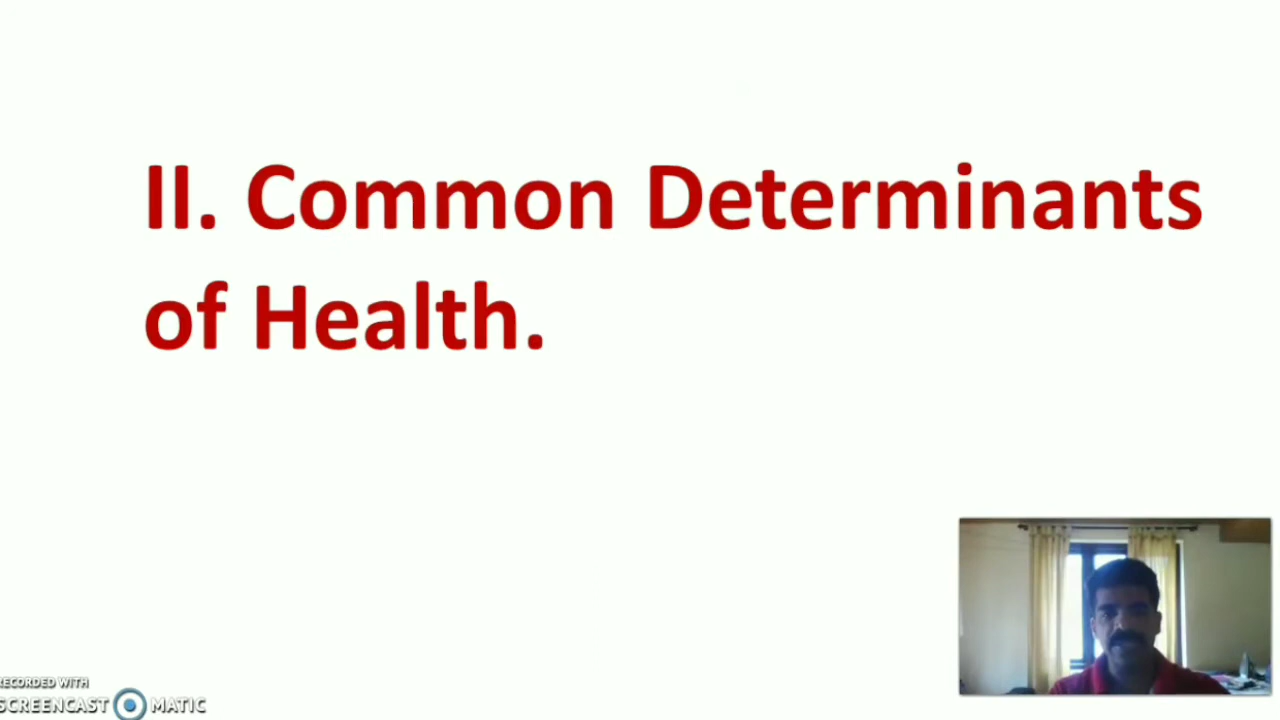 II. Common Determinants
of Health.
RECORDED WITH
SCREENCAST MATIC